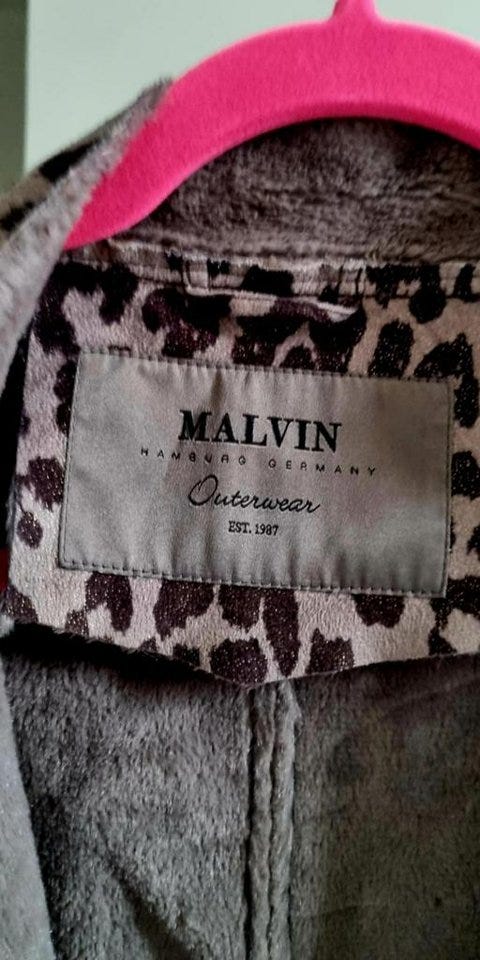 MALVIN
HAMBURG GERMANY
Outerwear
EST. 1987